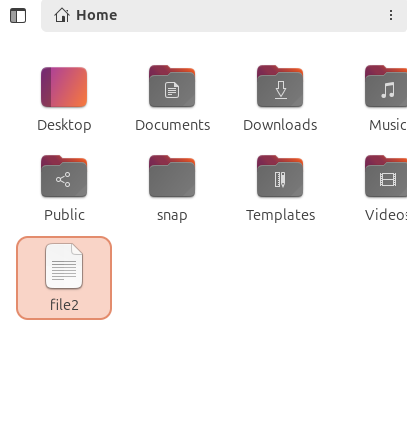 Home
Desktop Documents Downloads Music
Public snap Templates Videos
file2